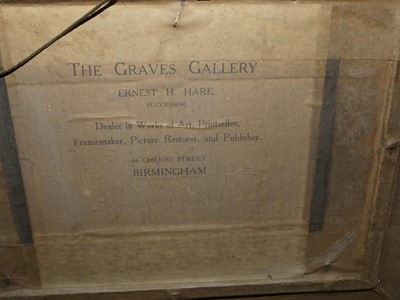 THE GRAVES GALLERY
ERNEST H. HARE,
SUCCESSOR,
Dealer in Works of Art, Printseller,
Framemaker, Picture Restorer, and Publisher.
44 CHERRY STREET
BIRMINGHAM